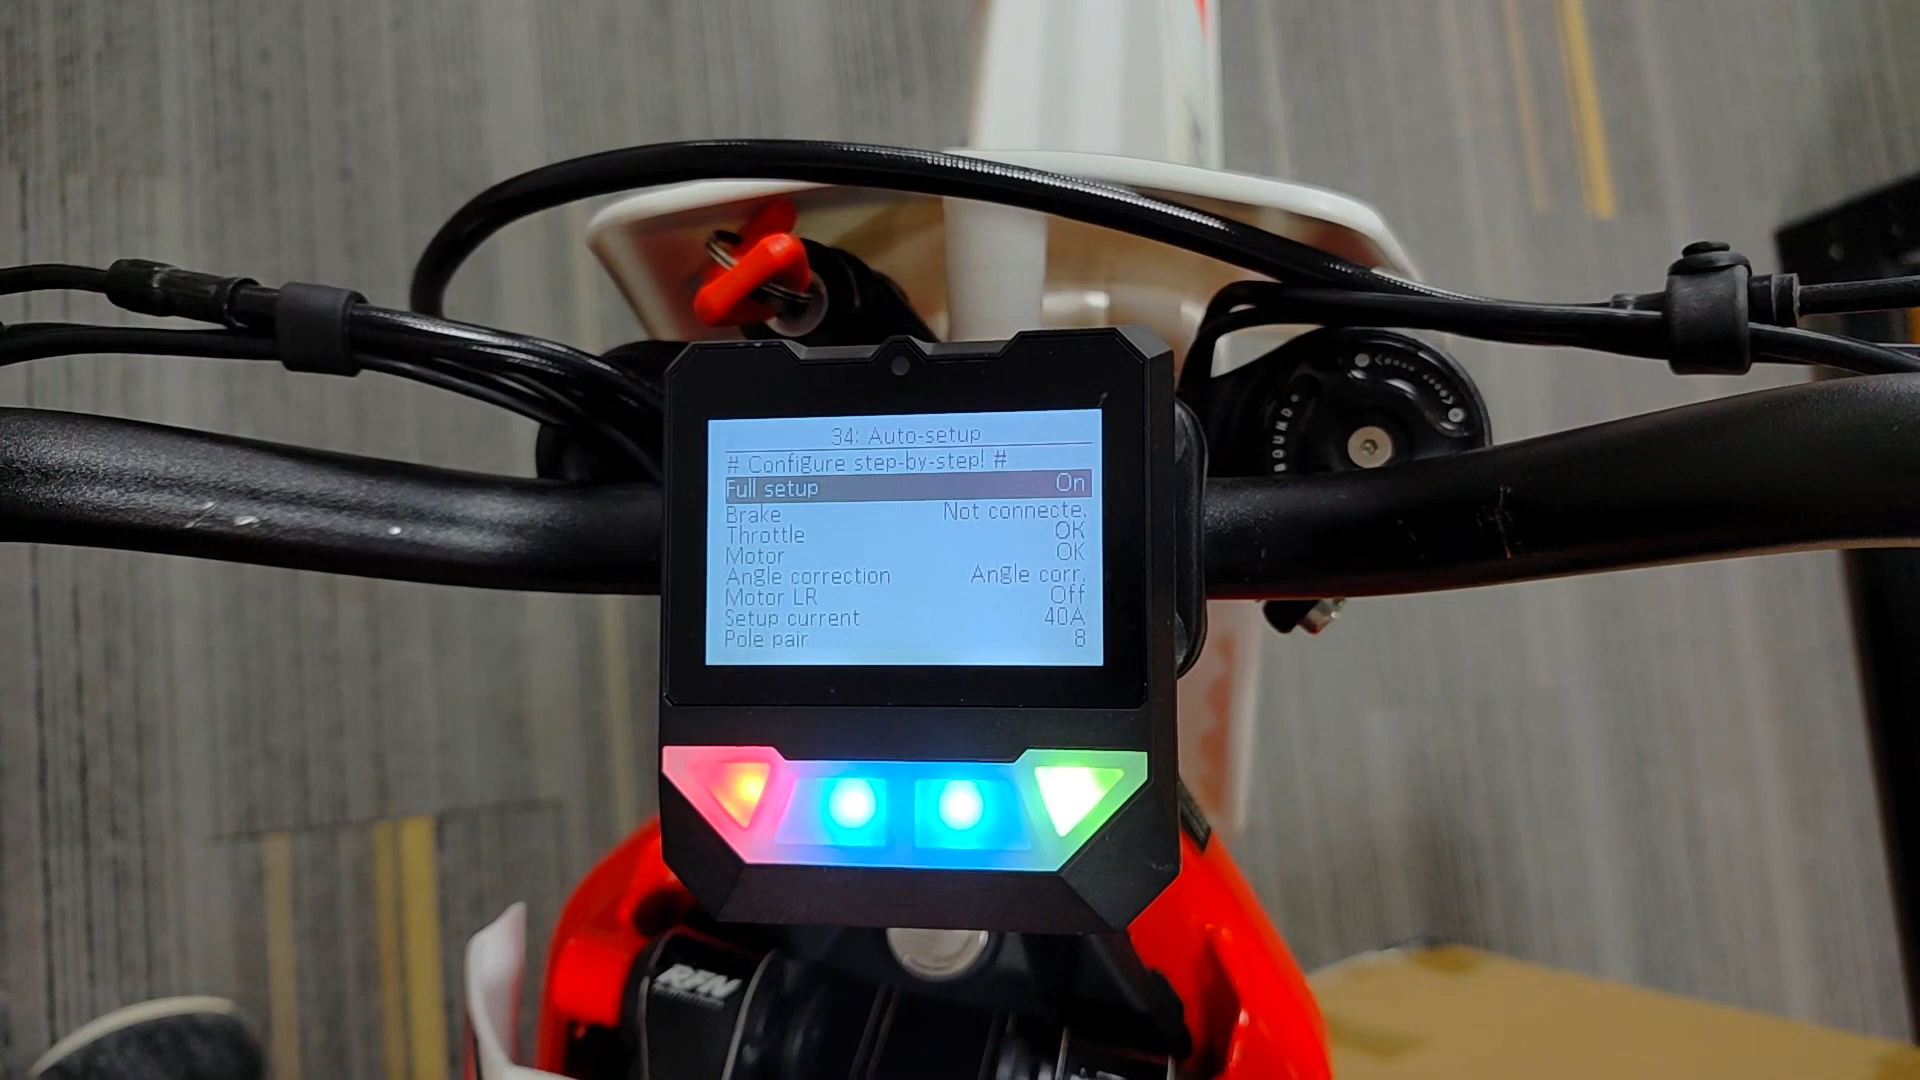 34: Auto-setup
# Configure step-by-step! #
Full setup On
Brake Not connecte.
Throttle OK
Motor OK
Angle correction Angle corr.
Motor LR Off
Setup current 40A
Pole pair 8
RFN